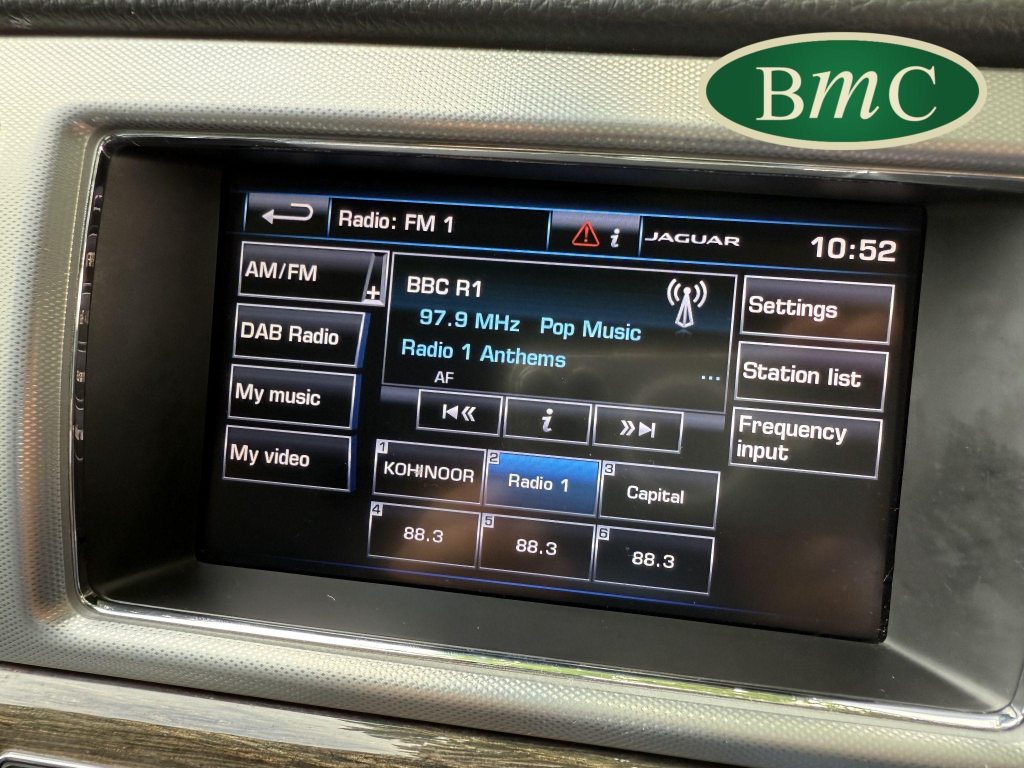 BmC
Radio: FM 1
i
JAGUAR
10:52
AM/FM
+
DAB Radio
My music
My video
BBC R1
97.9 MHz Pop Music
Radio 1 Anthems
AF
...
i
Settings
Station list
Frequency
input
1 KOHINOOR
2 Radio 1
3 Capital
4 88.3
5 88.3
6 88.3